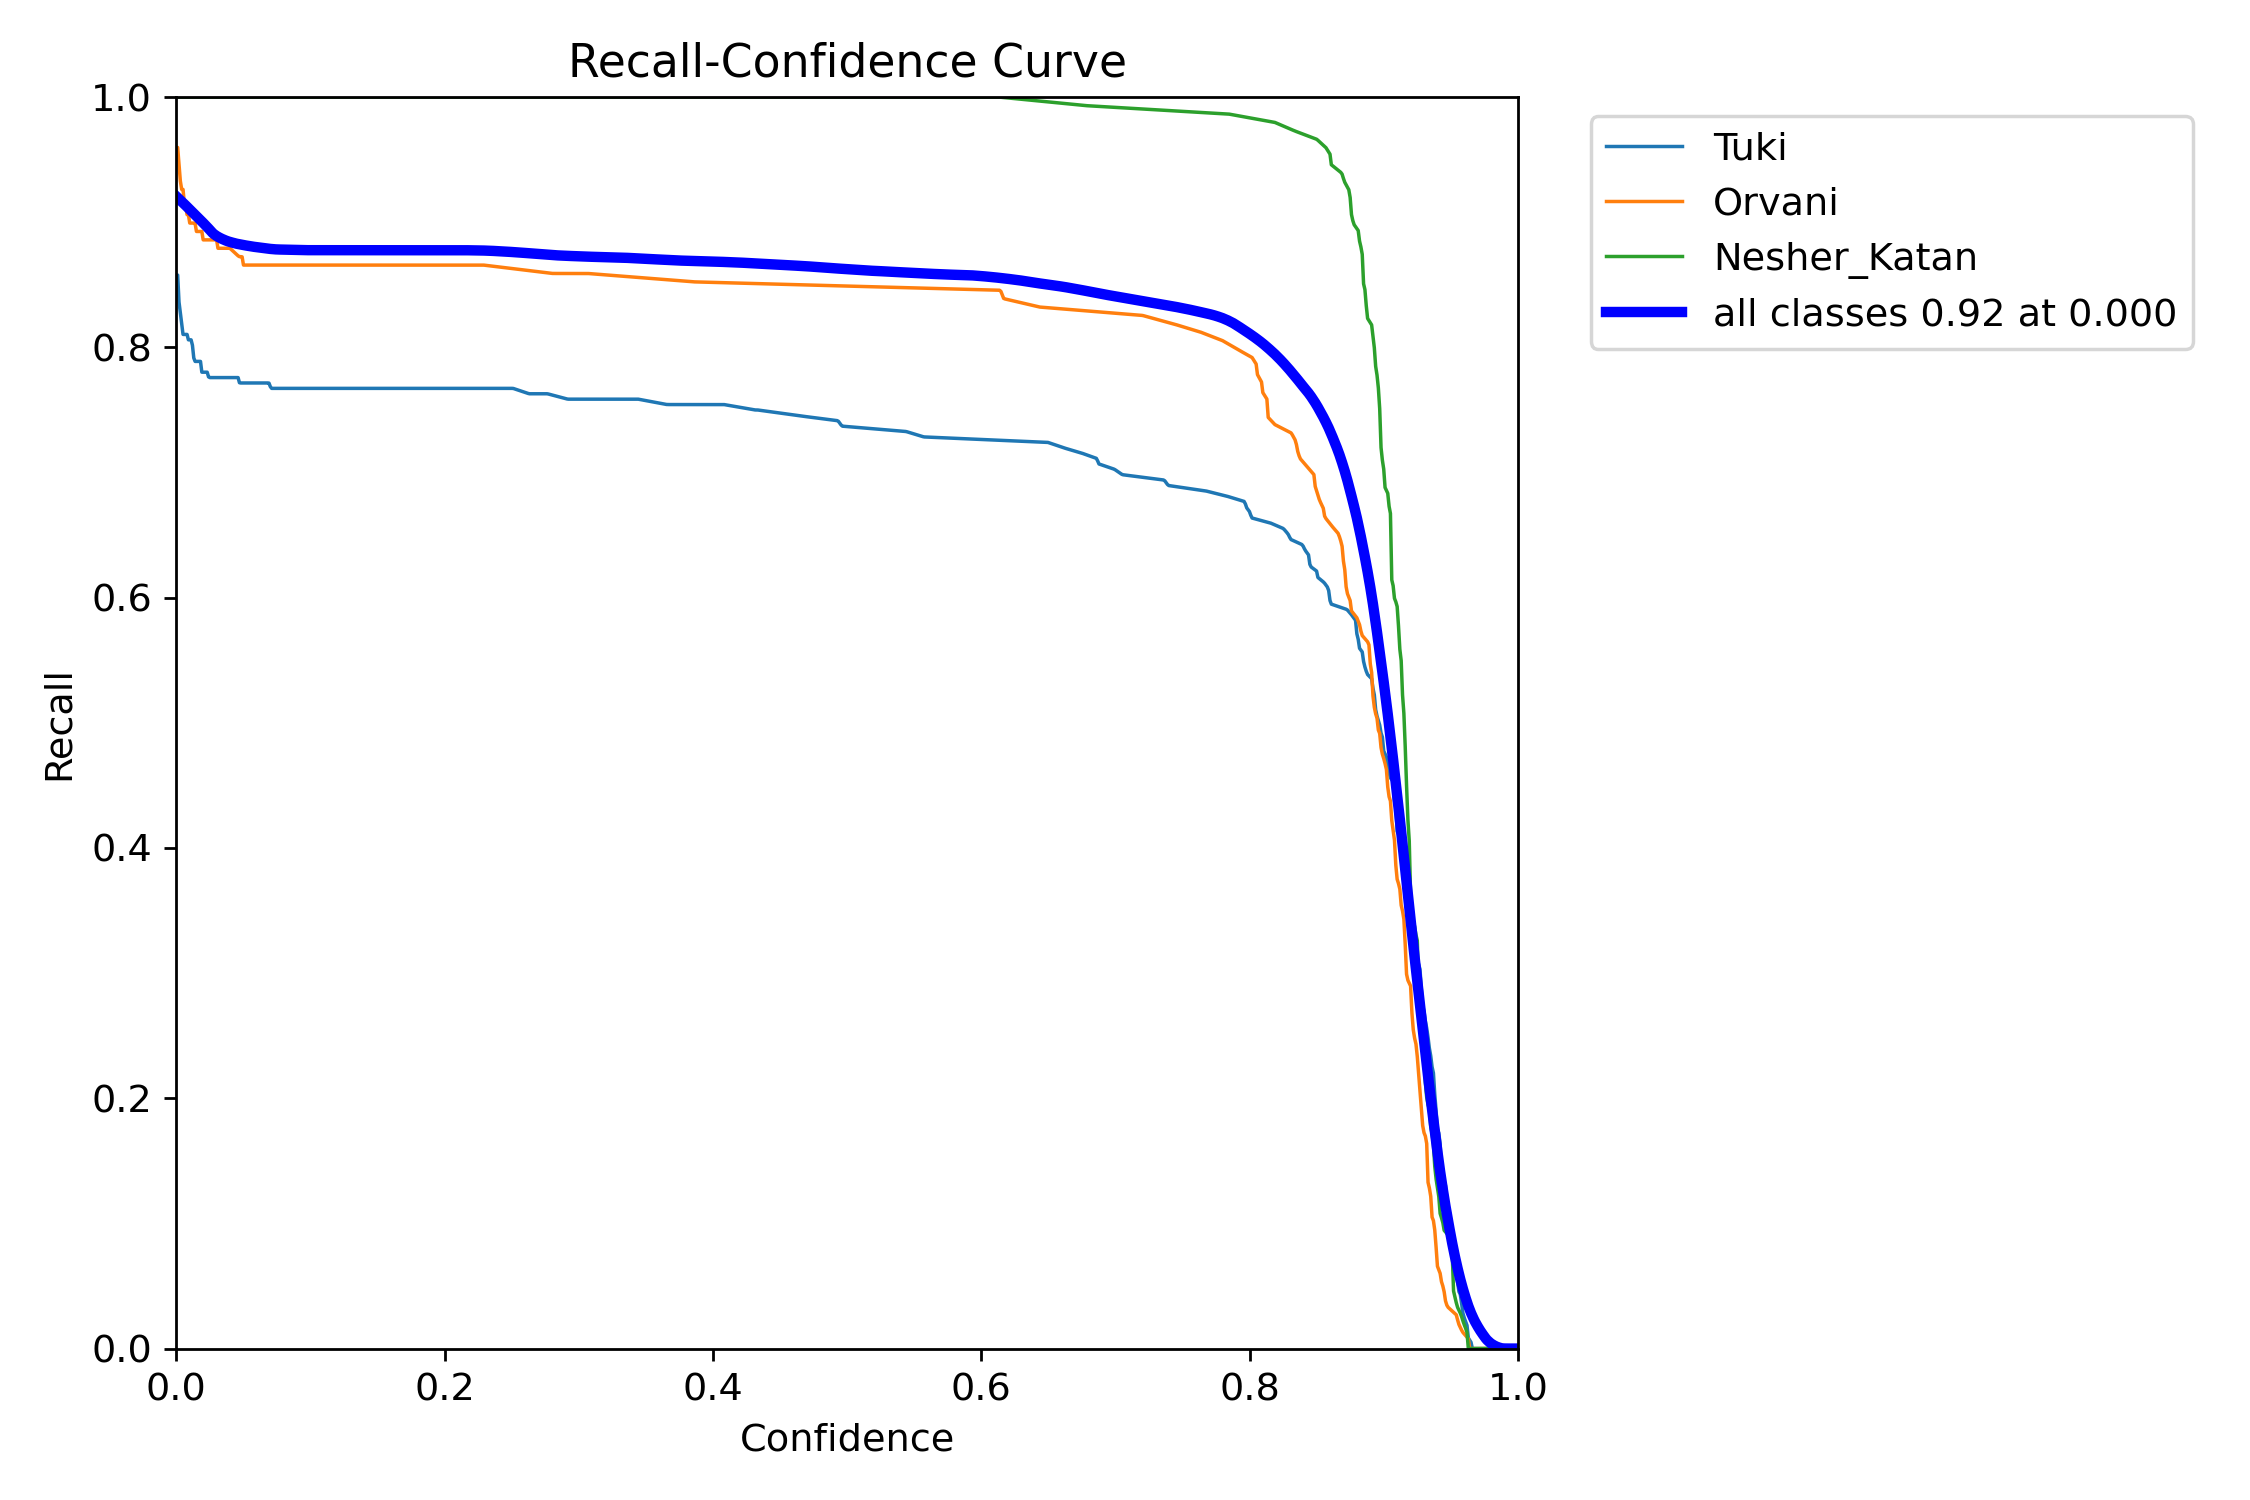 Recall-Confidence Curve
1.0
0.8
0.6
0.4
0.2
0.0
Recall
0.0 0.2 0.4 0.6 0.8 1.0
Confidence
Tuki
Orvani
Nesher_Katan
all classes 0.92 at 0.000